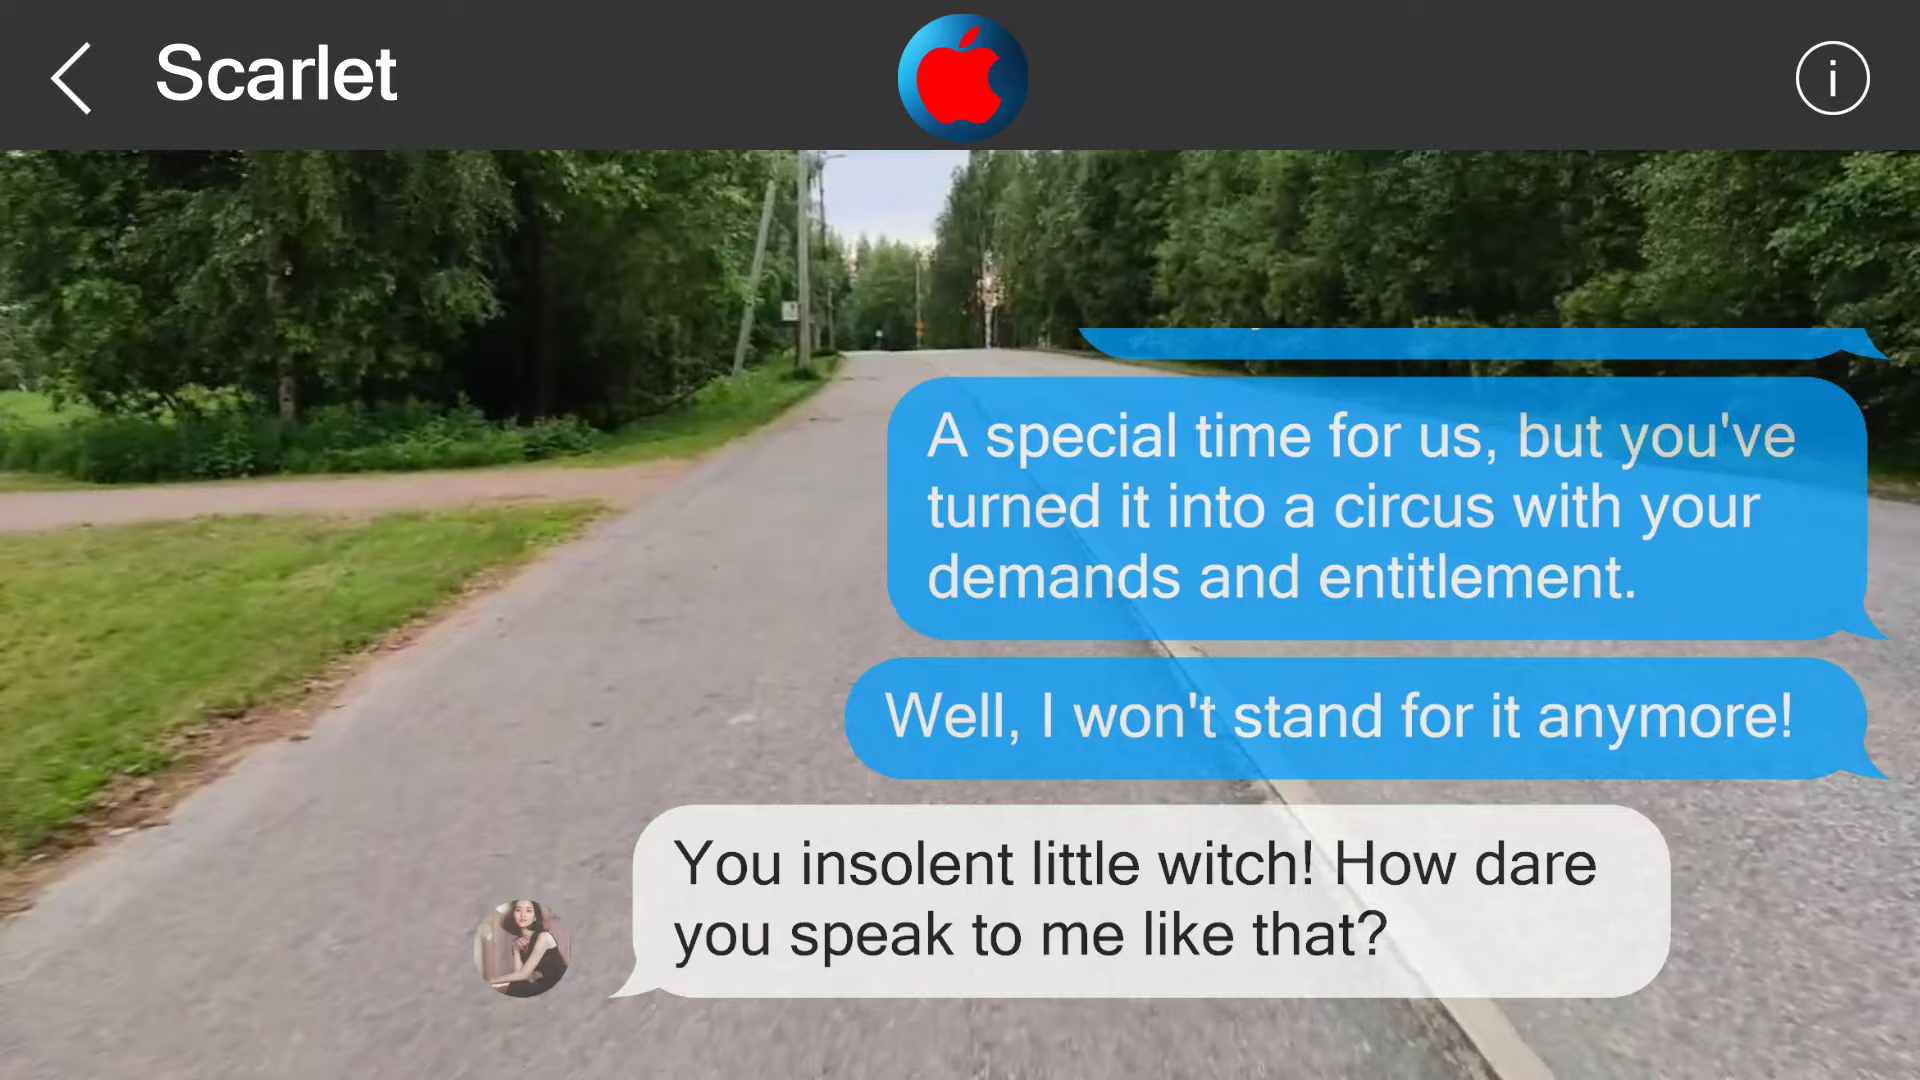 Scarlet
i
A special time for us, but you've
turned it into a circus with your
demands and entitlement.
Well, I won't stand for it anymore!
You insolent little witch! How dare
you speak to me like that?